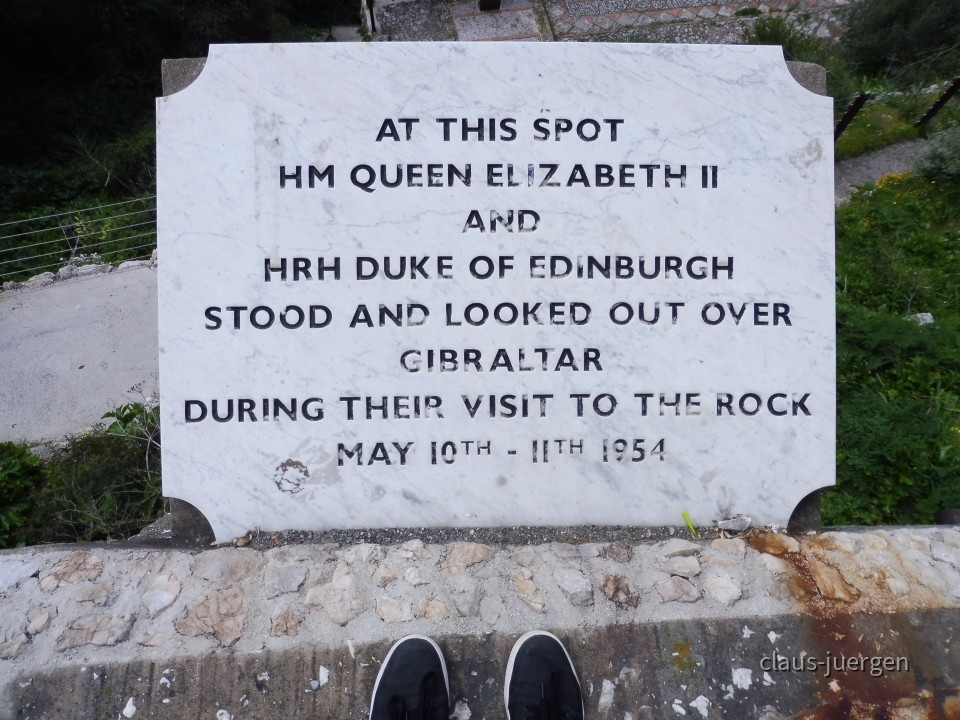 AT THIS SPOT
HM QUEEN ELIZABETH II
AND
HRH DUKE OF EDINBURGH
STOOD AND LOOKED OUT OVER
GIBRALTAR
DURING THEIR VISIT TO THE ROCK
MAY 10TH - 11TH 1954
claus-juergen